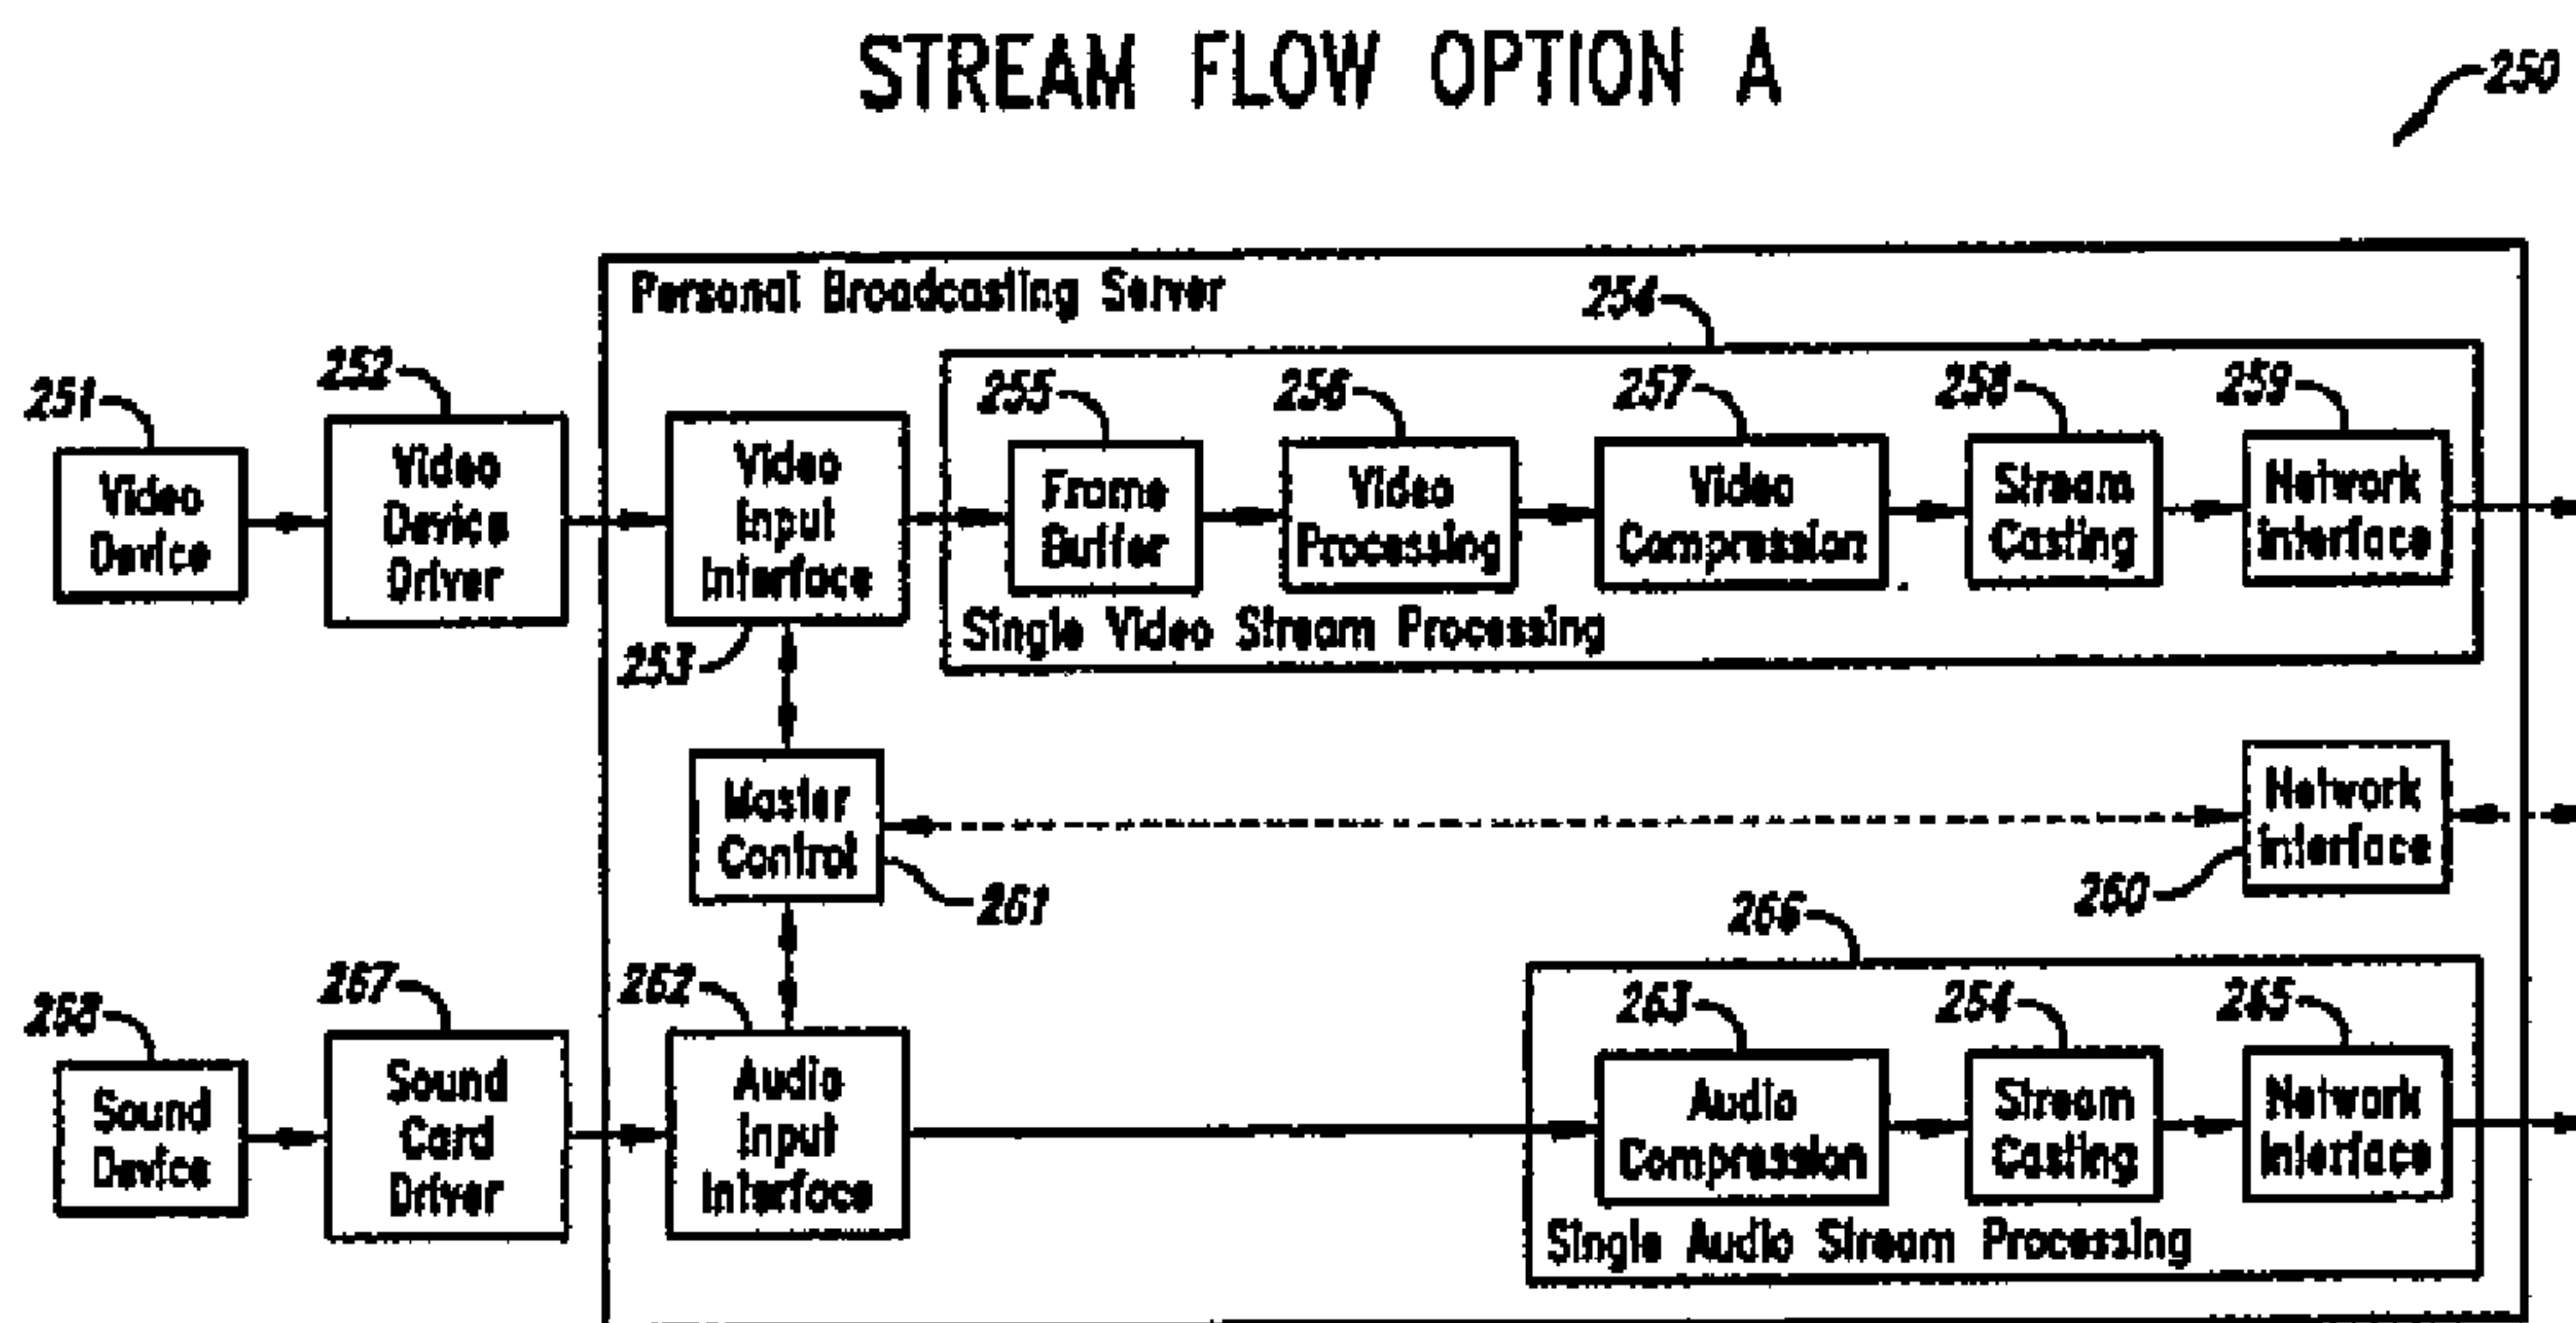 STREAM FLOW OPTION A
250
Personal Broadcasting Server
254
251
252
255
256
257
258
259
Video
Device
Video
Device
Driver
Video
Input
Interface
Frame
Buffer
Video
Processing
Video
Compression
Stream
Casting
Network
interface
253
Single Video Stream Processing
Master
Control
261
Network
interface
260
266
268
267
262
263
264
265
Sound
Device
Sound
Card
Driver
Audio
Input
Interface
Audio
Compression
Stream
Casting
Network
interface
Single Audio Stream Processing